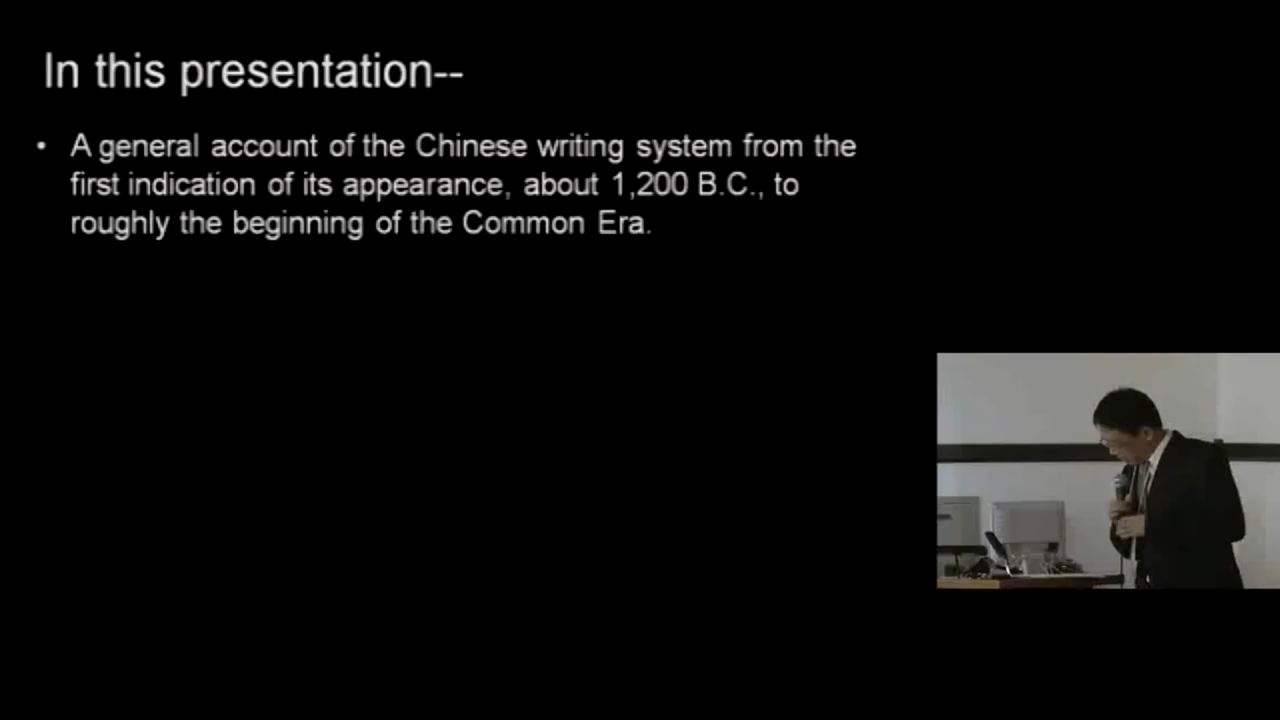 In this presentation--
• A general account of the Chinese writing system from the
first indication of its appearance, about 1,200 B.C., to
roughly the beginning of the Common Era.